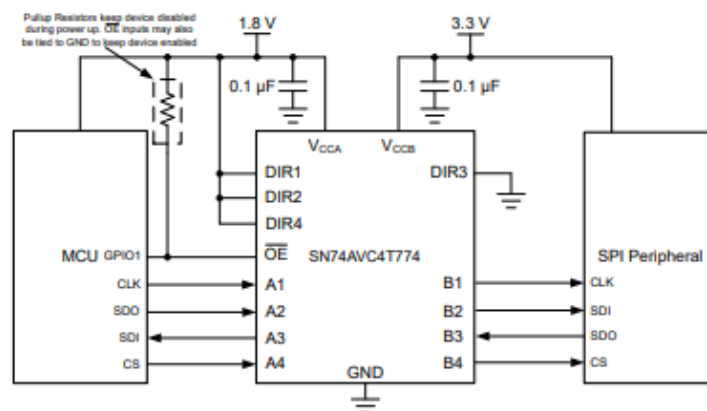 Pullup Resistors keep device disabled
during power up. O̅E̅ inputs may also
be tied to GND to keep device enabled
1.8 V
3.3 V
0.1 µF
0.1 µF
VCCA
VCCB
DIR1
DIR3
DIR2
DIR4
MCU
GPIO1
O̅E̅
SN74AVC4T774
SPI Peripheral
CLK
A1
B1
CLK
SDO
A2
B2
SDI
SDI
A3
B3
SDO
CS
A4
B4
CS
GND